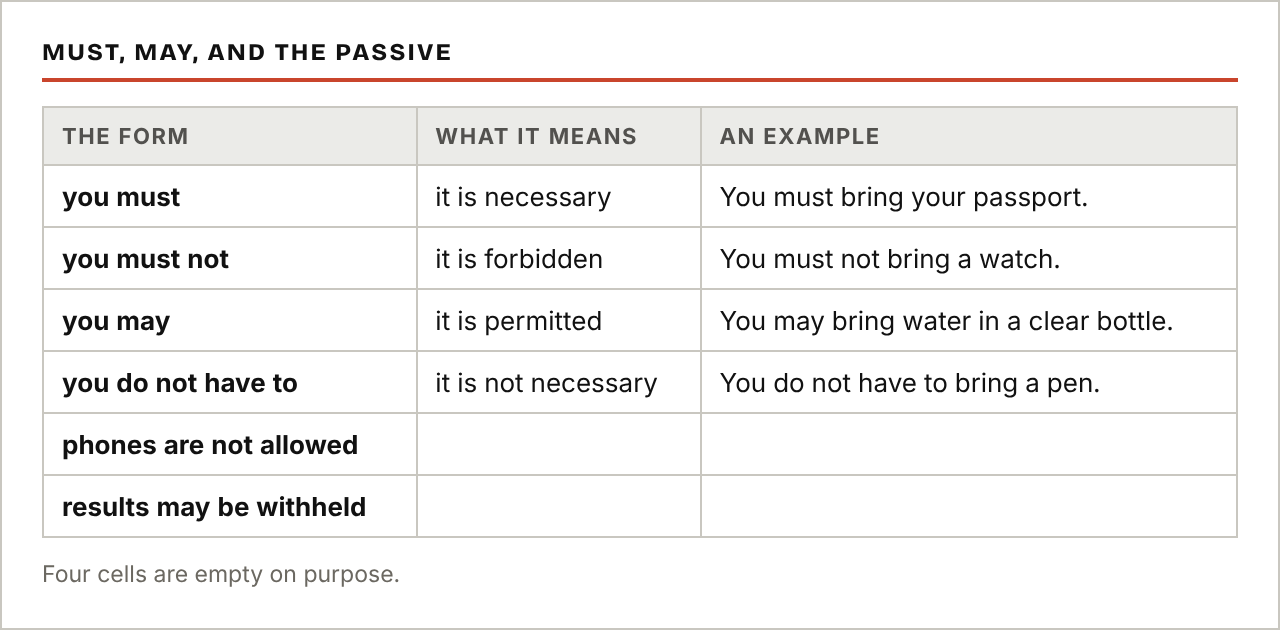 MUST, MAY, AND THE PASSIVE
THE FORM WHAT IT MEANS AN EXAMPLE
you must it is necessary You must bring your passport.
you must not it is forbidden You must not bring a watch.
you may it is permitted You may bring water in a clear bottle.
you do not have to it is not necessary You do not have to bring a pen.
phones are not allowed
results may be withheld
Four cells are empty on purpose.